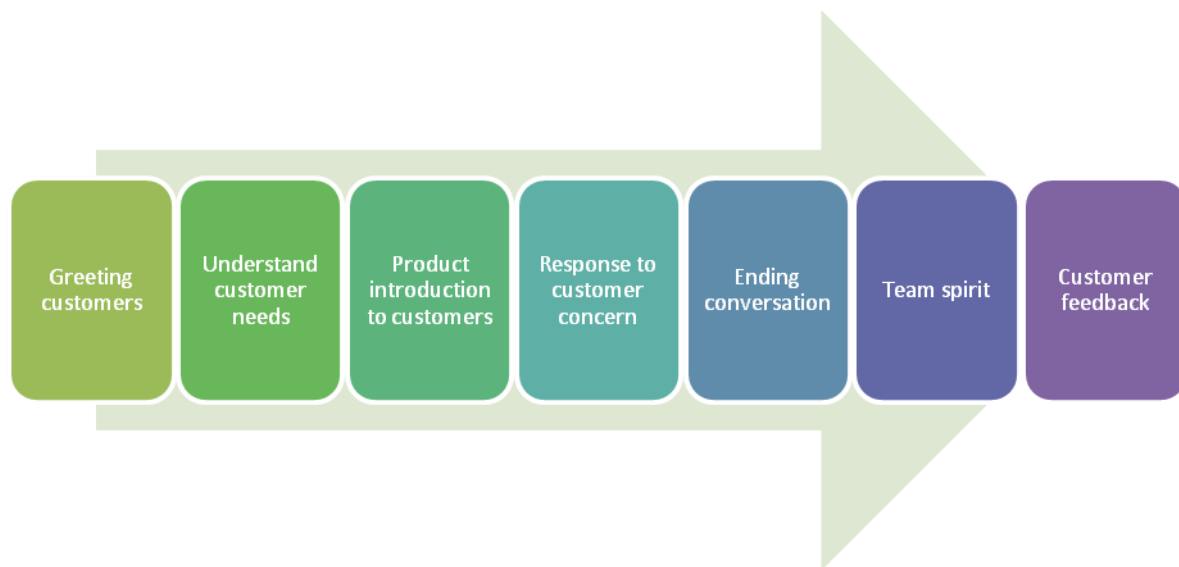 Greeting
customers
Understand
customer
needs
Product
introduction
to customers
Response to
customer
concern
Ending
conversation
Team spirit
Customer
feedback